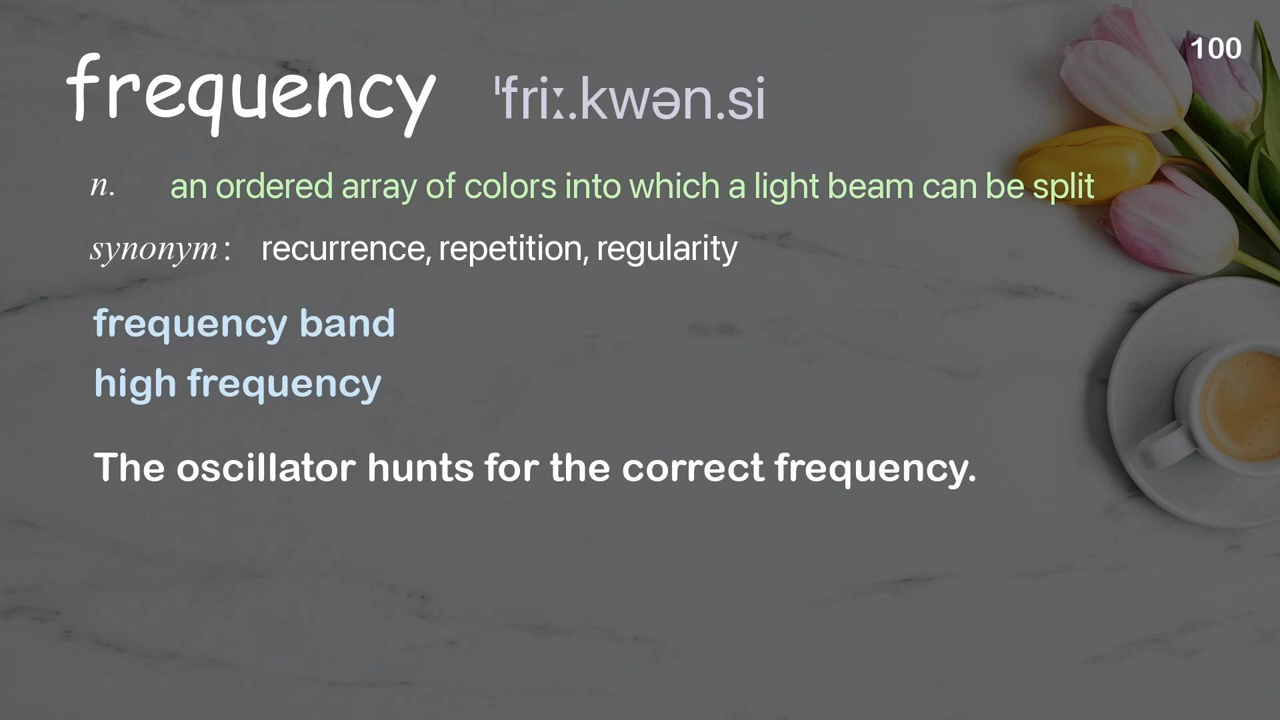 100
frequency ˈfriː.kwən.si
n. an ordered array of colors into which a light beam can be split
synonym: recurrence, repetition, regularity
frequency band
high frequency
The oscillator hunts for the correct frequency.